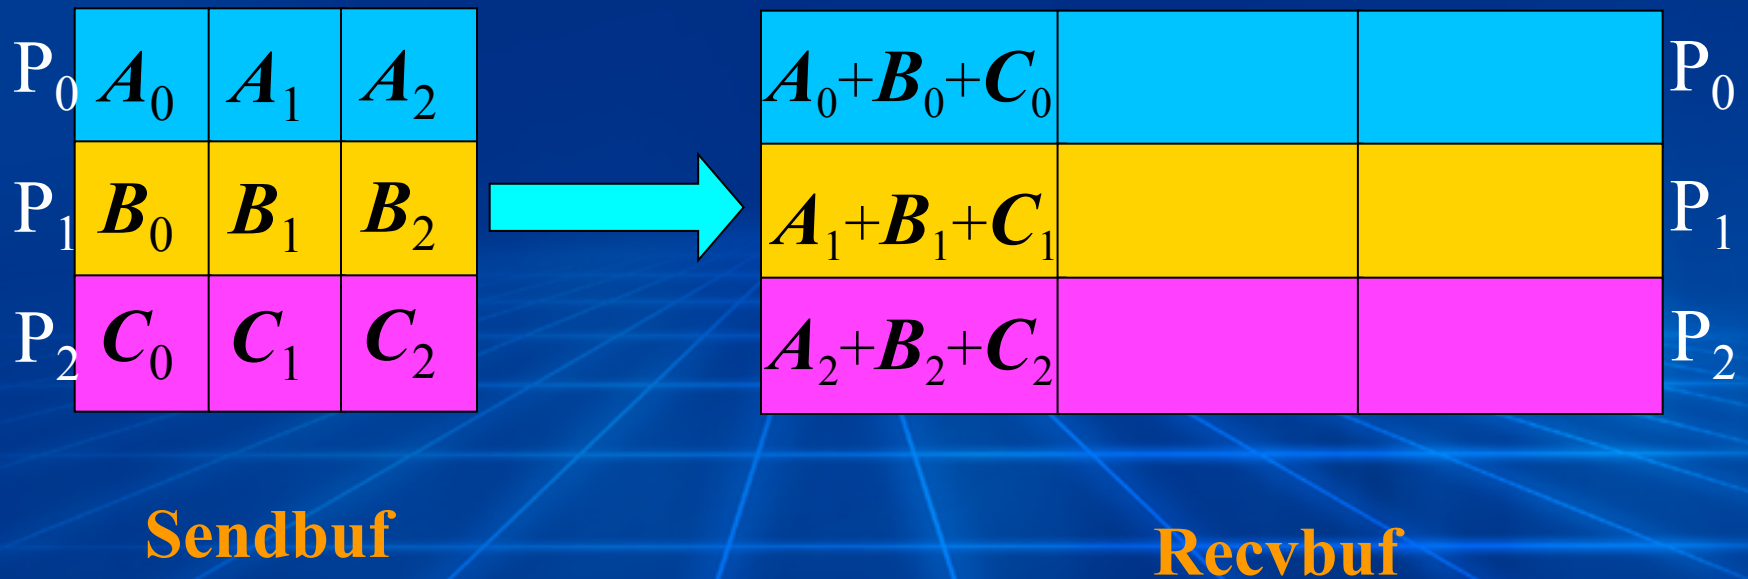 P₀ A₀ A₁ A₂ A₀+B₀+C₀ P₀
P₁ B₀ B₁ B₂ A₁+B₁+C₁ P₁
P₂ C₀ C₁ C₂ A₂+B₂+C₂ P₂
Sendbuf Recvbuf